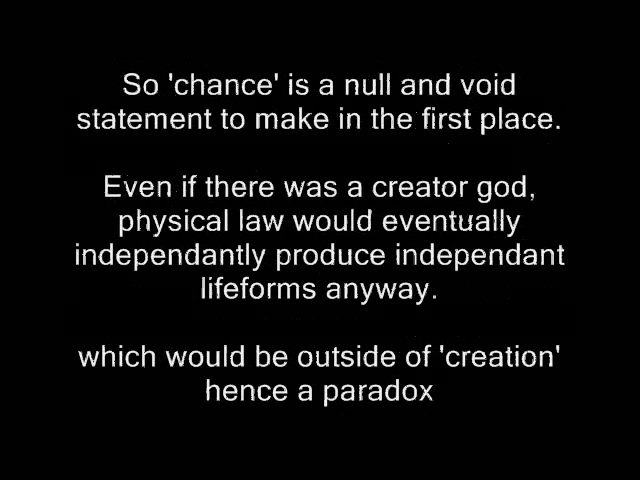 So 'chance' is a null and void
statement to make in the first place.
Even if there was a creator god,
physical law would eventually
independantly produce independant
lifeforms anyway.
which would be outside of 'creation'
hence a paradox